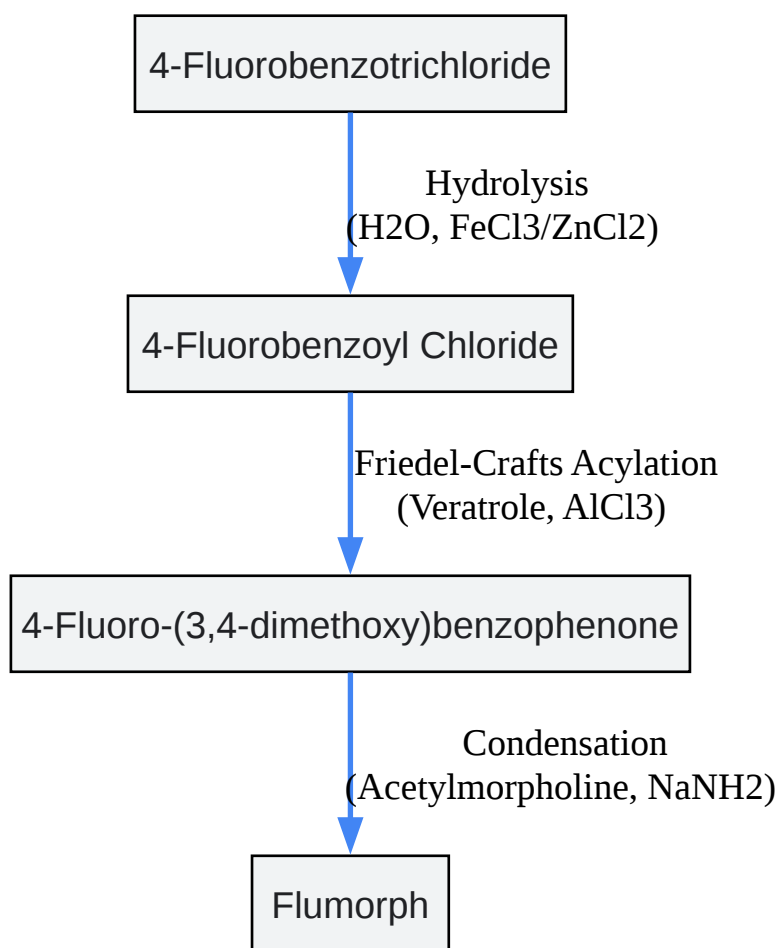 4-Fluorobenzotrichloride
Hydrolysis
(H2O, FeCl3/ZnCl2)
4-Fluorobenzoyl Chloride
Friedel-Crafts Acylation
(Veratrole, AlCl3)
4-Fluoro-(3,4-dimethoxy)benzophenone
Condensation
(Acetylmorpholine, NaNH2)
Flumorph